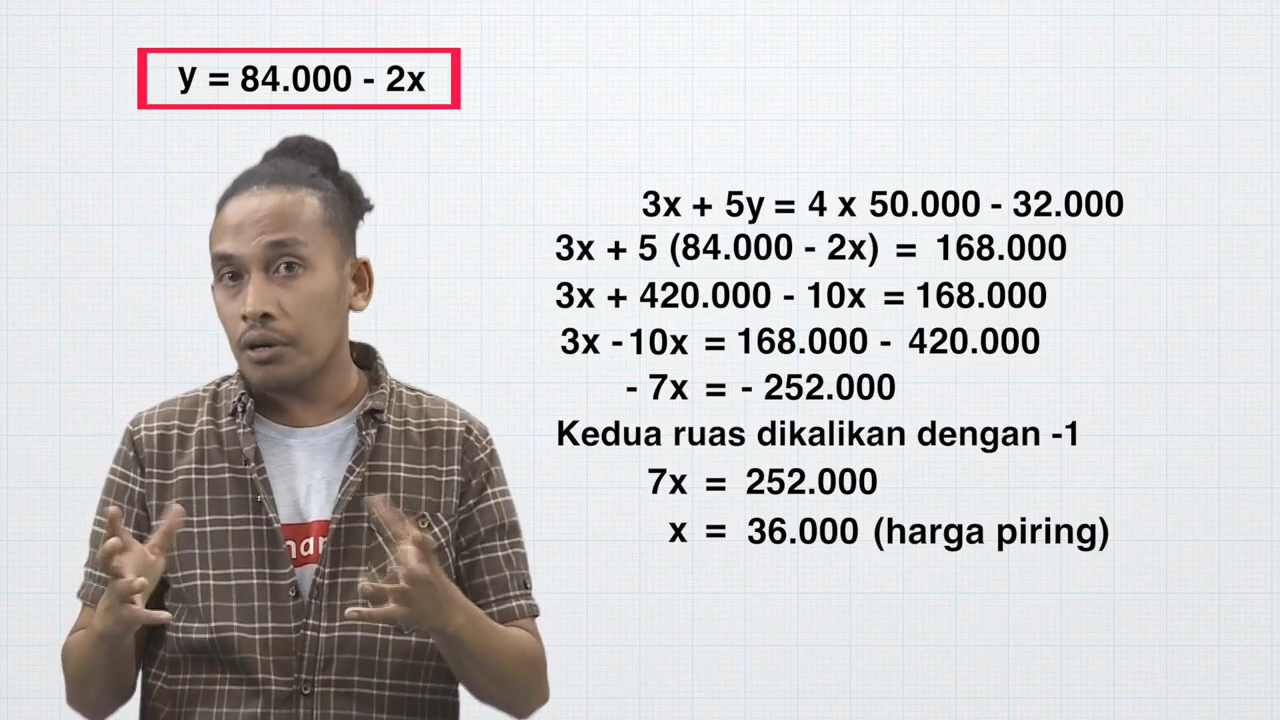 y = 84.000 - 2x
3x + 5y = 4 x 50.000 - 32.000
3x + 5 (84.000 - 2x) = 168.000
3x + 420.000 - 10x = 168.000
3x - 10x = 168.000 - 420.000
- 7x = - 252.000
Kedua ruas dikalikan dengan -1
7x = 252.000
x = 36.000 (harga piring)